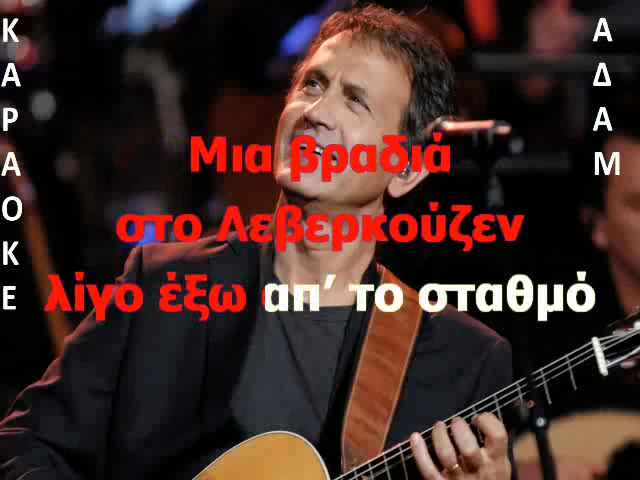 ΚΑΡΑΟΚΕ
ΑΔΑΜ
Μια βραδιά
στο Λεβερκούζεν
λίγο έξω απ’ το σταθμό